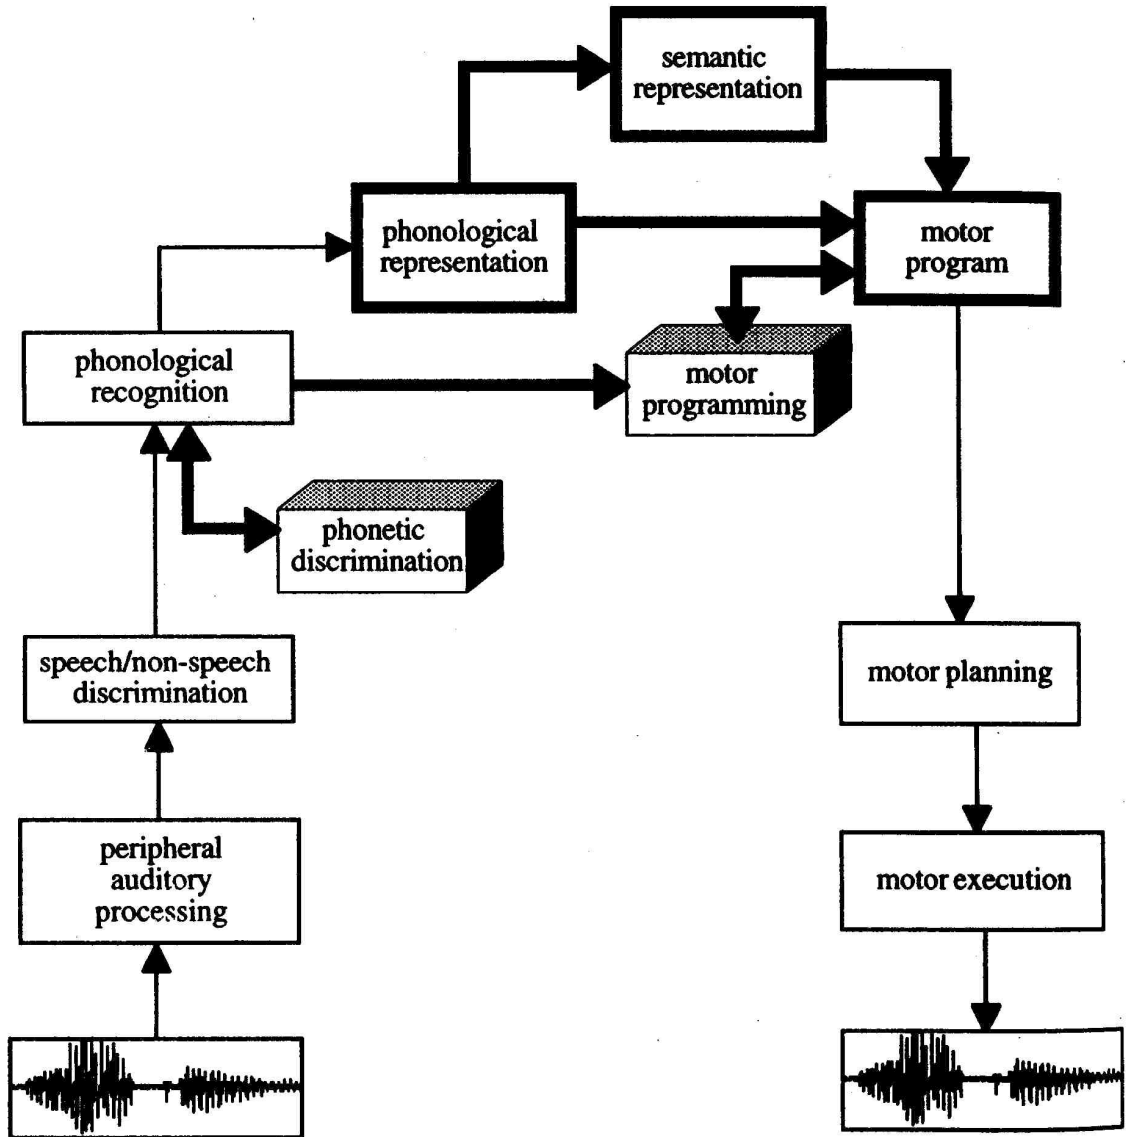 semantic
representation
phonological
representation
motor
program
phonological
recognition
motor
programming
phonetic
discrimination
speech/non-speech
discrimination
motor planning
peripheral
auditory
processing
motor execution